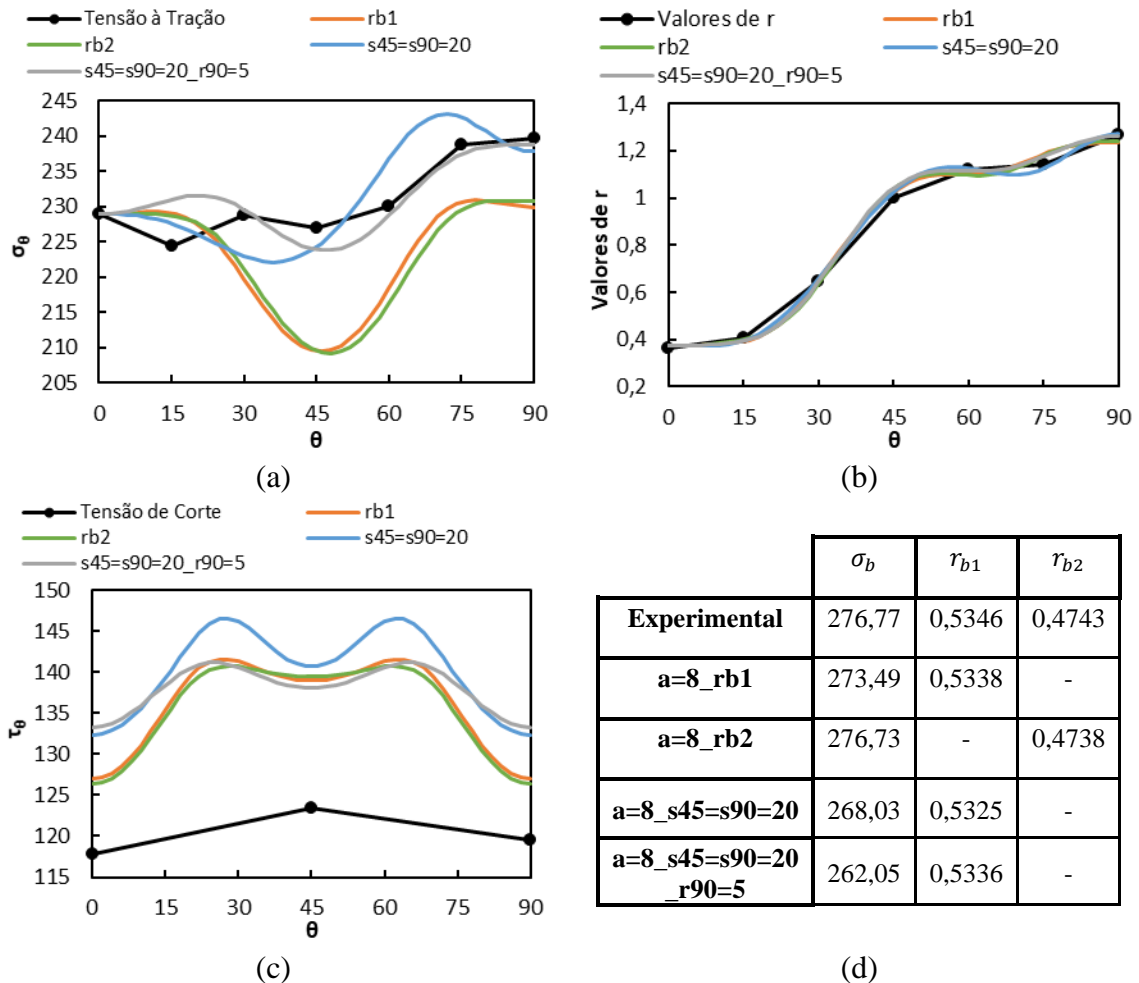 Tensão à Tração
rb1
rb2
s45=s90=20
s45=s90=20_r90=5
245
240
235
230
225
220
215
210
205
σθ
0 15 30 45 60 75 90
θ
(a)
Valores de r
rb1
rb2
s45=s90=20
s45=s90=20_r90=5
1,4
1,2
1
0,8
0,6
0,4
0,2
Valores de r
0 15 30 45 60 75 90
θ
(b)
Tensão de Corte
rb1
rb2
s45=s90=20
s45=s90=20_r90=5
150
145
140
135
130
125
120
115
τθ
0 15 30 45 60 75 90
θ
(c)
σb rb1 rb2
Experimental 276,77 0,5346 0,4743
a=8_rb1 273,49 0,5338 -
a=8_rb2 276,73 - 0,4738
a=8_s45=s90=20 268,03 0,5325 -
a=8_s45=s90=20
_r90=5 262,05 0,5336 -
(d)